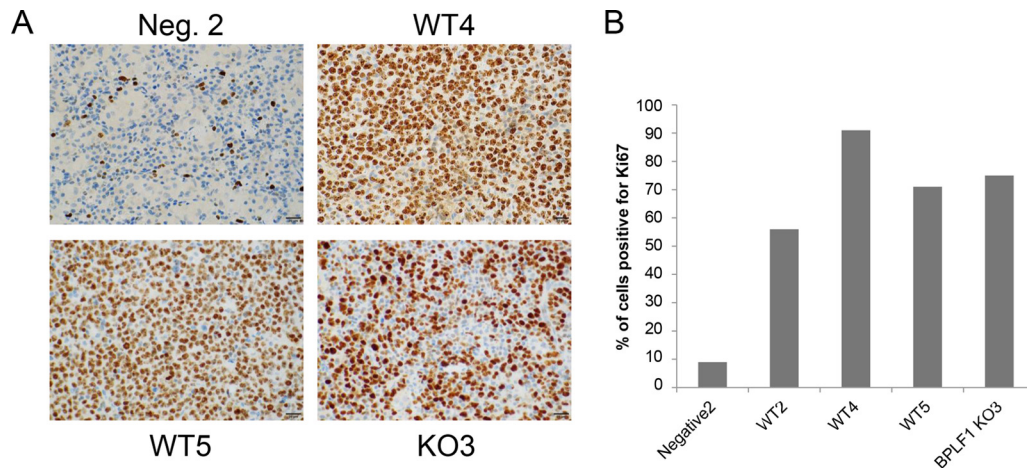 A
Neg. 2
WT4
WT5
KO3
B
% of cells positive for Ki67
100
90
80
70
60
50
40
30
20
10
0
Negative2
WT2
WT4
WT5
BPLF1 KO3